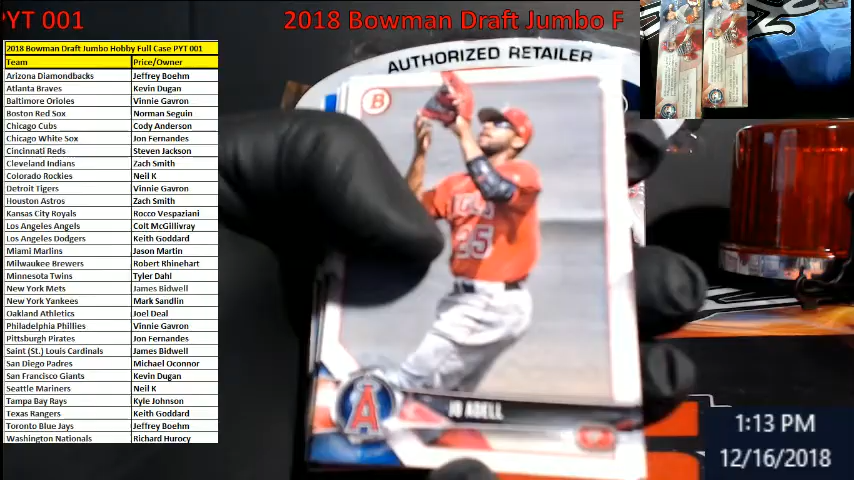 PYT 001
2018 Bowman Draft Jumbo F
2018 Bowman Draft Jumbo Hobby Full Case PYT 001
Team Price/Owner
Arizona Diamondbacks Jeffrey Boehm
Atlanta Braves Kevin Dugan
Baltimore Orioles Vinnie Gavron
Boston Red Sox Norman Seguin
Chicago Cubs Cody Anderson
Chicago White Sox Jon Fernandes
Cincinnati Reds Steven Jackson
Cleveland Indians Zach Smith
Colorado Rockies Neil K
Detroit Tigers Vinnie Gavron
Houston Astros Zach Smith
Kansas City Royals Rocco Vespaziani
Los Angeles Angels Colt McGillivray
Los Angeles Dodgers Keith Goddard
Miami Marlins Jason Martin
Milwaukee Brewers Robert Rhinehart
Minnesota Twins Tyler Dahl
New York Mets James Bidwell
New York Yankees Mark Sandlin
Oakland Athletics Joel Deal
Philadelphia Phillies Vinnie Gavron
Pittsburgh Pirates Jon Fernandes
Saint (St.) Louis Cardinals James Bidwell
San Diego Padres Michael Oconnor
San Francisco Giants Kevin Dugan
Seattle Mariners Neil K
Tampa Bay Rays Kyle Johnson
Texas Rangers Keith Goddard
Toronto Blue Jays Jeffrey Boehm
Washington Nationals Richard Hurocy
AUTHORIZED RETAILER
B
25
A
JO ADELL
1:13 PM
12/16/2018